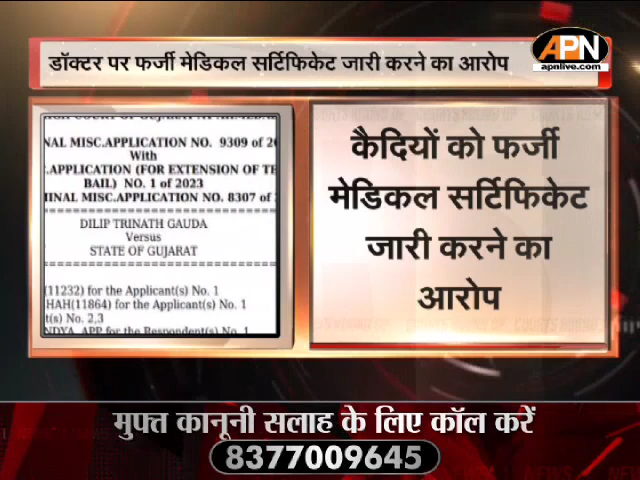 APN
apnlive.com
डॉक्टर पर फर्जी मेडिकल सर्टिफिकेट जारी करने का आरोप
NAL MISC.APPLICATION NO. 9309 of 20
With
.APPLICATION (FOR EXTENSION OF TE
BAIL) NO. 1 of 2023
MINAL MISC.APPLICATION NO. 8307 of
DILIP TRINATH GAUDA
Versus
STATE OF GUJARAT
(11232) for the Applicant(s) No. 1
HAH(11864) for the Applicant(s) No. 1
t(s) No. 2,3
NDYA, APP for the Respondent(s) No. 1
कैदियों को फर्जी
मेडिकल सर्टिफिकेट
जारी करने का
आरोप
मुफ्त कानूनी सलाह के लिए कॉल करें
8377009645